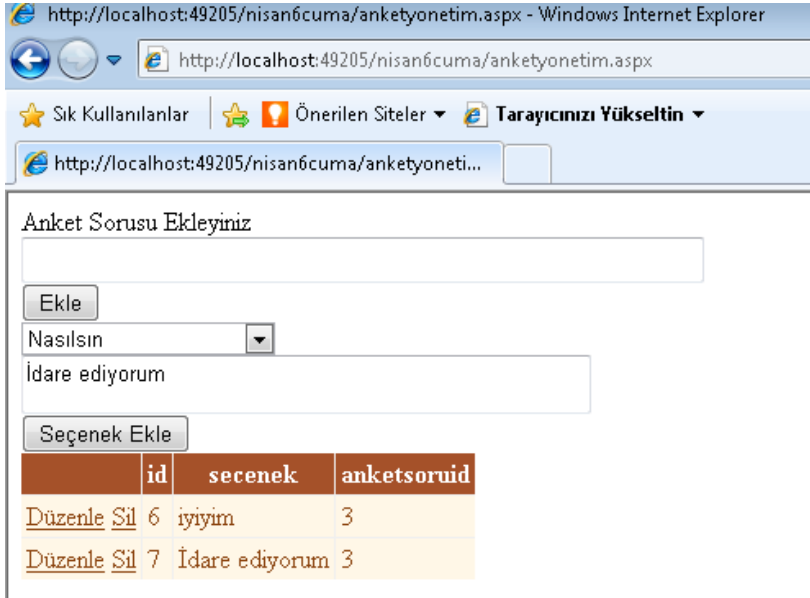 http://localhost:49205/nisan6cuma/anketyonetim.aspx - Windows Internet Explorer
http://localhost:49205/nisan6cuma/anketyonetim.aspx
Sık Kullanılanlar Önerilen Siteler Tarayıcınızı Yükseltin
http://localhost:49205/nisan6cuma/anketyoneti...
Anket Sorusu Ekleyiniz
Ekle
Nasılsın
İdare ediyorum
Seçenek Ekle
id secenek anketsoruid
Düzenle Sil 6 iyiyim 3
Düzenle Sil 7 İdare ediyorum 3